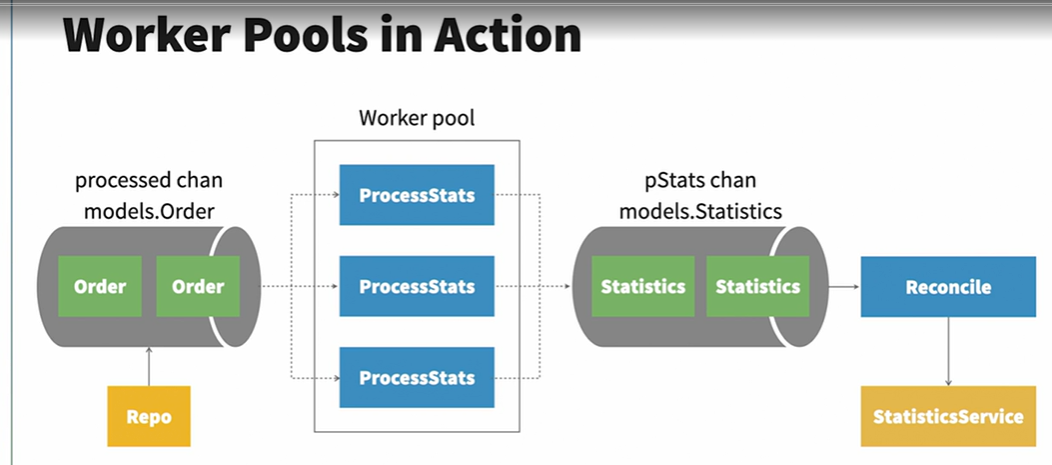 Worker Pools in Action
Worker pool
processed chan
models.Order
Order
Order
Repo
ProcessStats
ProcessStats
ProcessStats
pStats chan
models.Statistics
Statistics
Statistics
Reconcile
StatisticsService